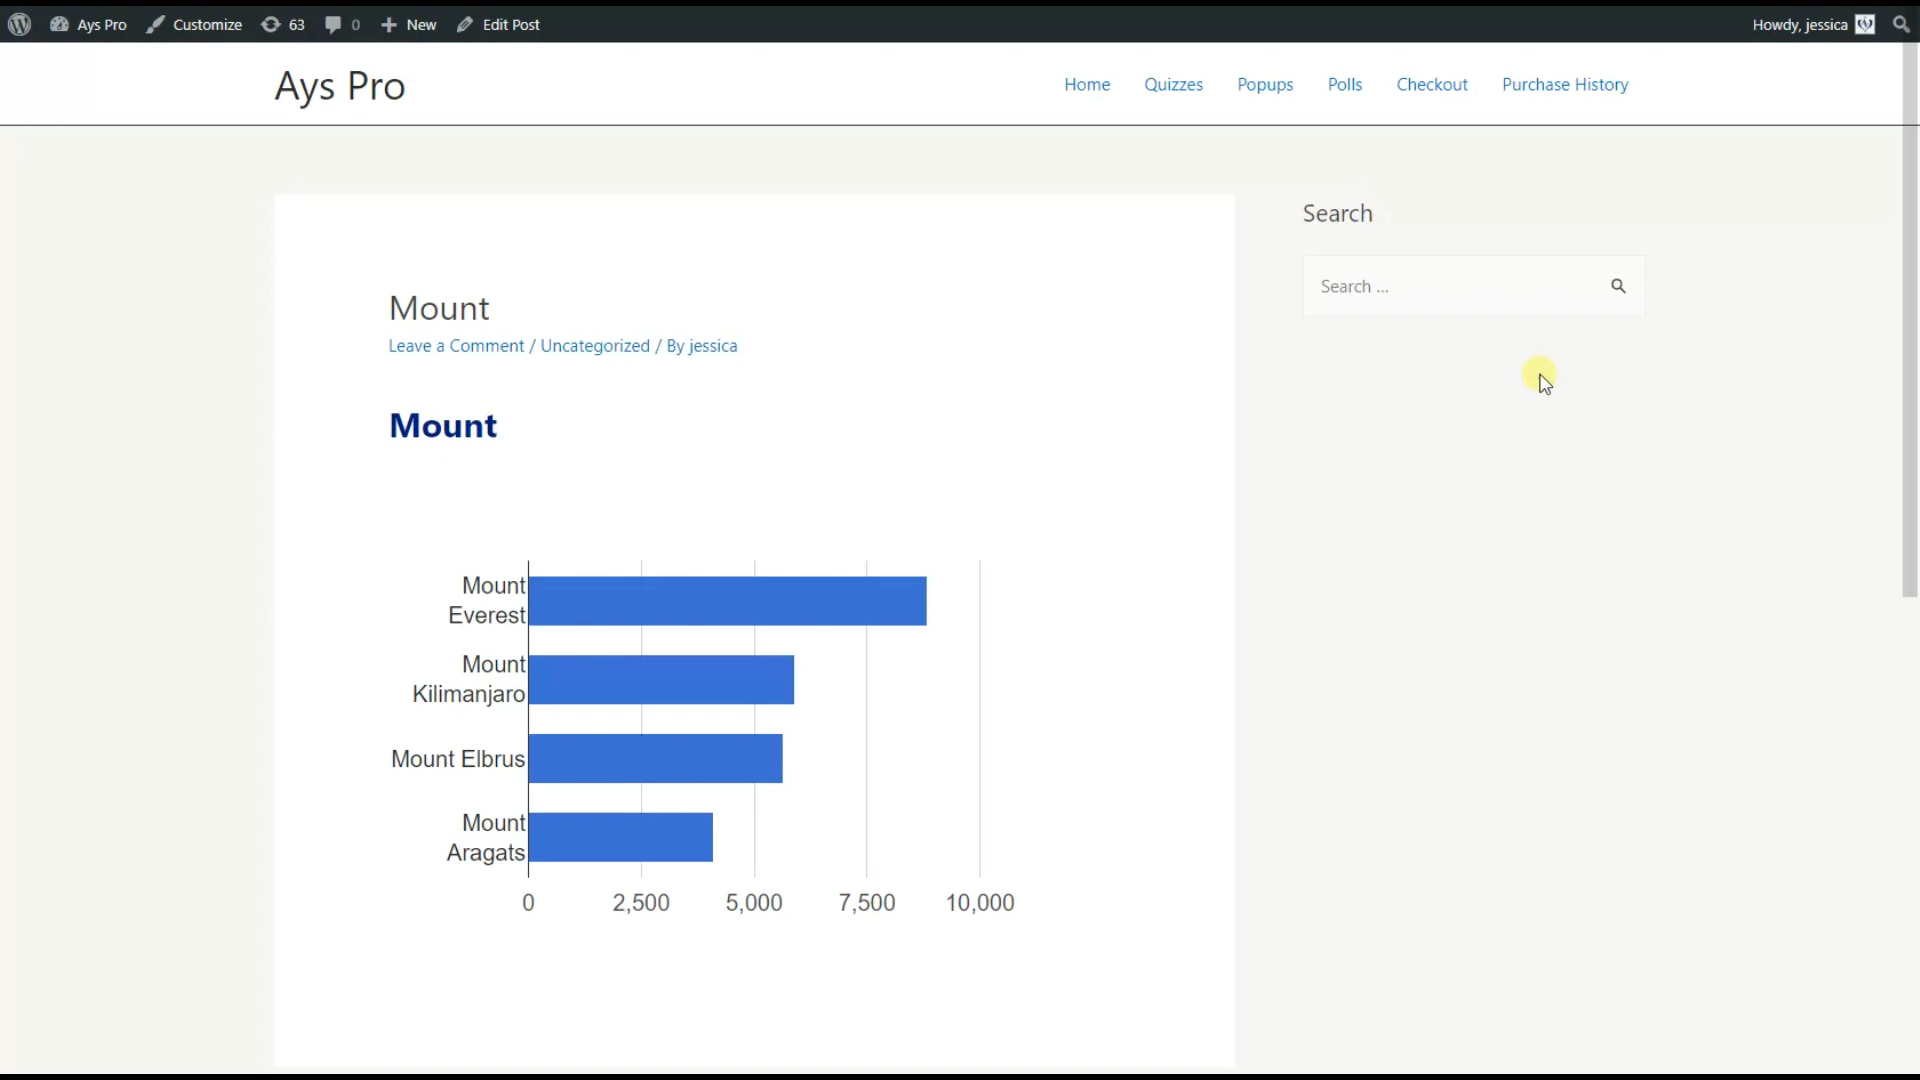 Ays Pro Customize 63 0 New Edit Post Howdy, jessica
Ays Pro
Home Quizzes Popups Polls Checkout Purchase History
Search
Search ...
Mount
Leave a Comment / Uncategorized / By jessica
Mount
Mount
Everest
Mount
Kilimanjaro
Mount Elbrus
Mount
Aragats
0 2,500 5,000 7,500 10,000